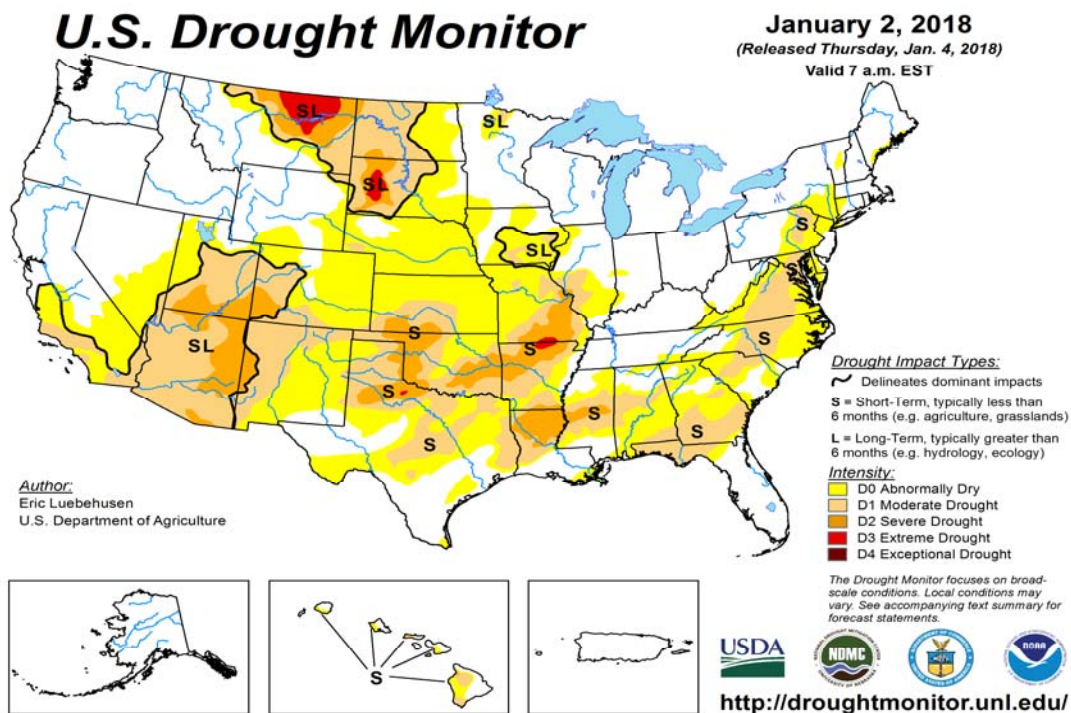 U.S. Drought Monitor
January 2, 2018
(Released Thursday, Jan. 4, 2018)
Valid 7 a.m. EST
SL
SL
SL
SL
S
S
SL
S
S
S
S
S
S
S
SL
Drought Impact Types:
Delineates dominant impacts
S = Short-Term, typically less than
6 months (e.g. agriculture, grasslands)
L = Long-Term, typically greater than
6 months (e.g. hydrology, ecology)
Intensity:
D0 Abnormally Dry
D1 Moderate Drought
D2 Severe Drought
D3 Extreme Drought
D4 Exceptional Drought
Author:
Eric Luebehusen
U.S. Department of Agriculture
The Drought Monitor focuses on broad-
scale conditions. Local conditions may
vary. See accompanying text summary for
forecast statements.
S
USDA
NDMC
NOAA
http://droughtmonitor.unl.edu/